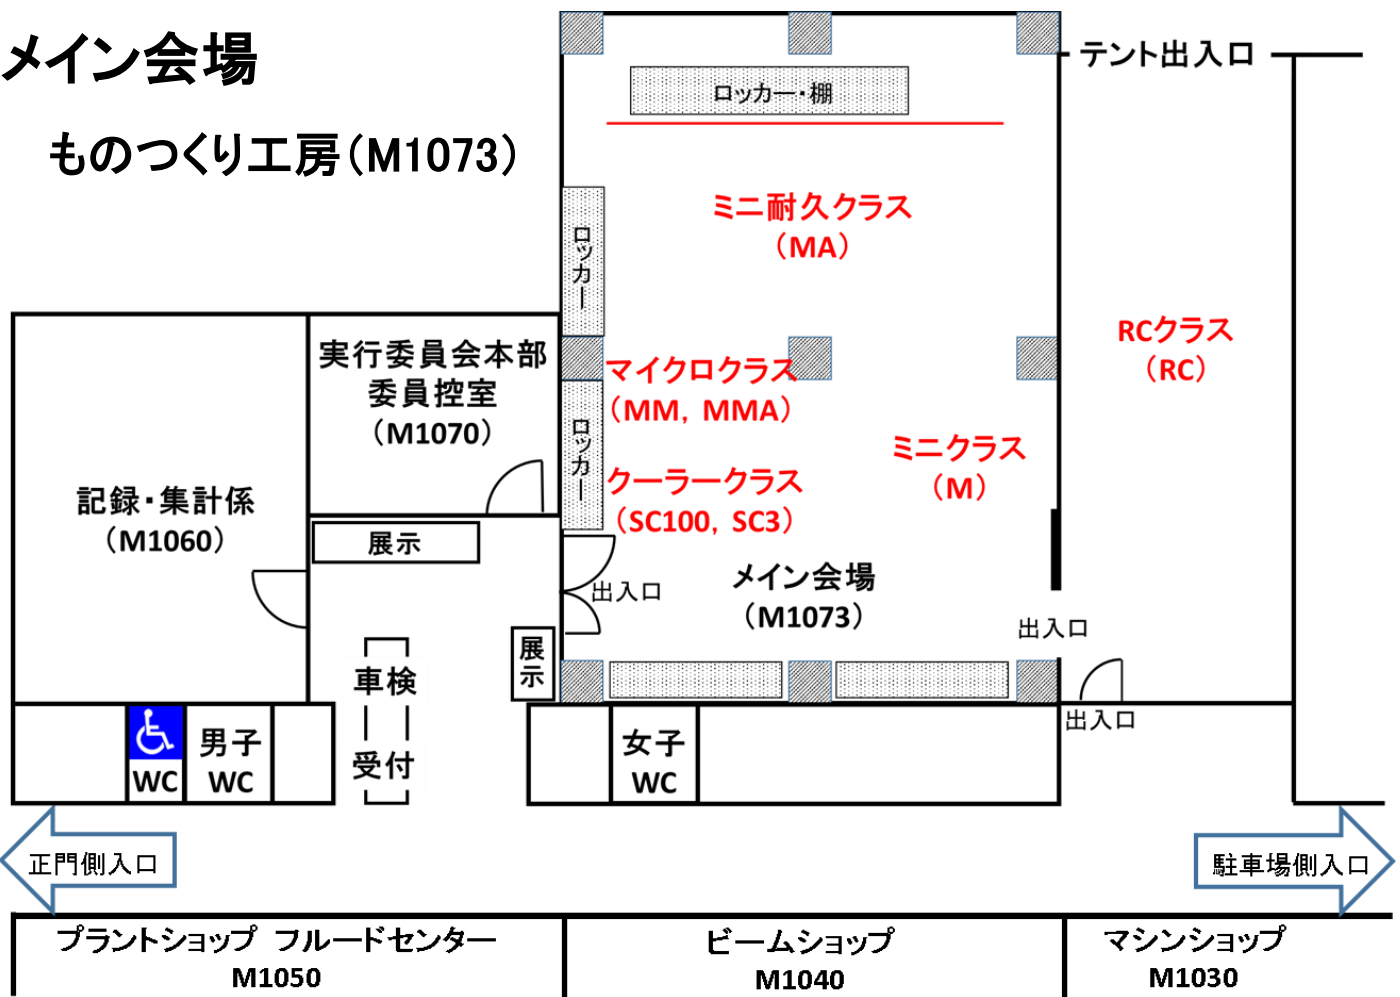 メイン会場
ものつくり工房(M1073)
テント出入口
ロッカー・棚
ミニ耐久クラス
(MA)
ロッカー
RCクラス
(RC)
実行委員会本部
委員控室
(M1070)
マイクロクラス
(MM, MMA)
ロッカー
ミニクラス
(M)
クーラークラス
(SC100, SC3)
記録・集計係
(M1060)
展示
出入口
メイン会場
(M1073)
出入口
展示
車検
受付
出入口
WC
男子
WC
女子
WC
正門側入口
駐車場側入口
プラントショップ フルードセンター
M1050
ビームショップ
M1040
マシンショップ
M1030